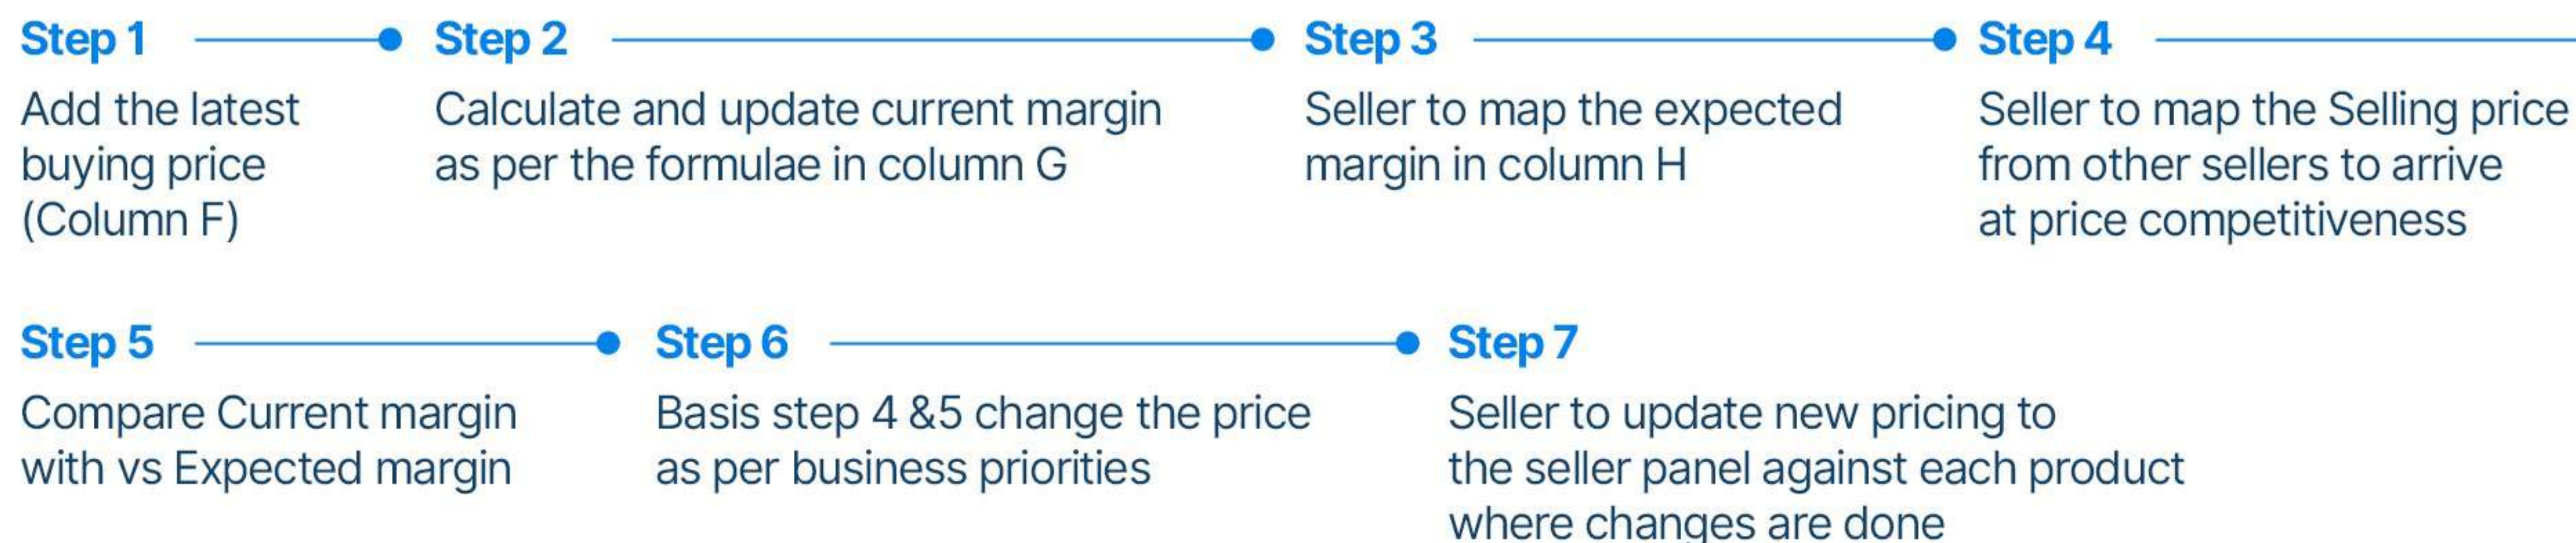 Step 1
Add the latest
buying price
(Column F)
Step 2
Calculate and update current margin
as per the formulae in column G
Step 3
Seller to map the expected
margin in column H
Step 4
Seller to map the Selling price
from other sellers to arrive
at price competitiveness
Step 5
Compare Current margin
with vs Expected margin
Step 6
Basis step 4 &5 change the price
as per business priorities
Step 7
Seller to update new pricing to
the seller panel against each product
where changes are done